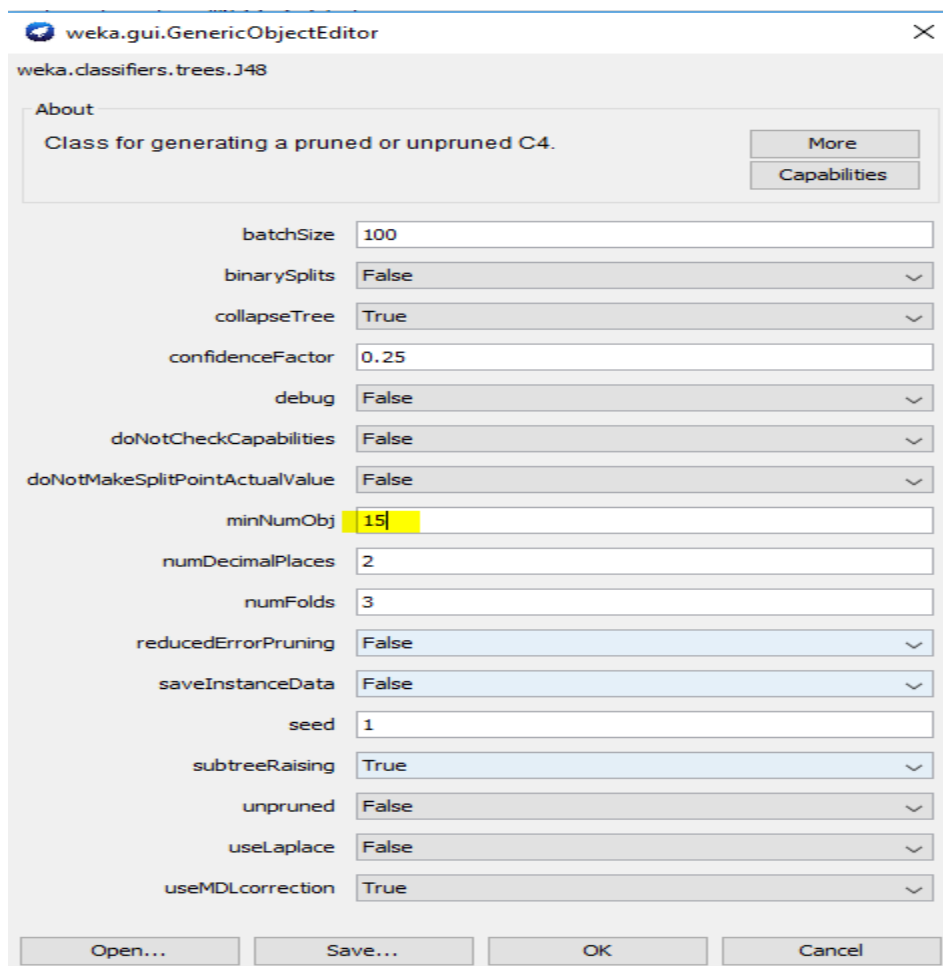 weka.gui.GenericObjectEditor
weka.classifiers.trees.J48
About
Class for generating a pruned or unpruned C4.
More
Capabilities
batchSize 100
binarySplits False
collapseTree True
confidenceFactor 0.25
debug False
doNotCheckCapabilities False
doNotMakeSplitPointActualValue False
minNumObj 15
numDecimalPlaces 2
numFolds 3
reducedErrorPruning False
saveInstanceData False
seed 1
subtreeRaising True
unpruned False
useLaplace False
useMDLcorrection True
Open... Save... OK Cancel